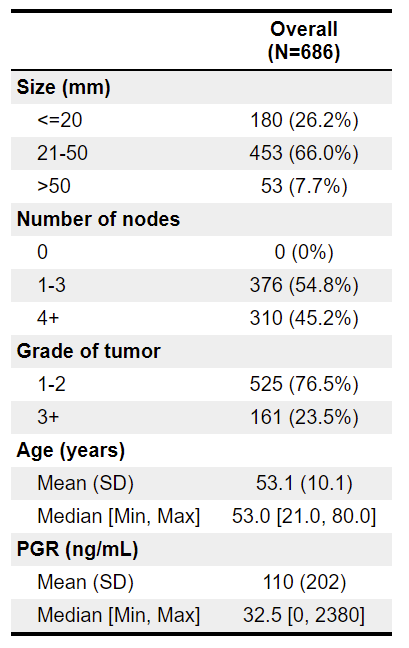 Overall
(N=686)
Size (mm)
<=20 180 (26.2%)
21-50 453 (66.0%)
>50 53 (7.7%)
Number of nodes
0 0 (0%)
1-3 376 (54.8%)
4+ 310 (45.2%)
Grade of tumor
1-2 525 (76.5%)
3+ 161 (23.5%)
Age (years)
Mean (SD) 53.1 (10.1)
Median [Min, Max] 53.0 [21.0, 80.0]
PGR (ng/mL)
Mean (SD) 110 (202)
Median [Min, Max] 32.5 [0, 2380]